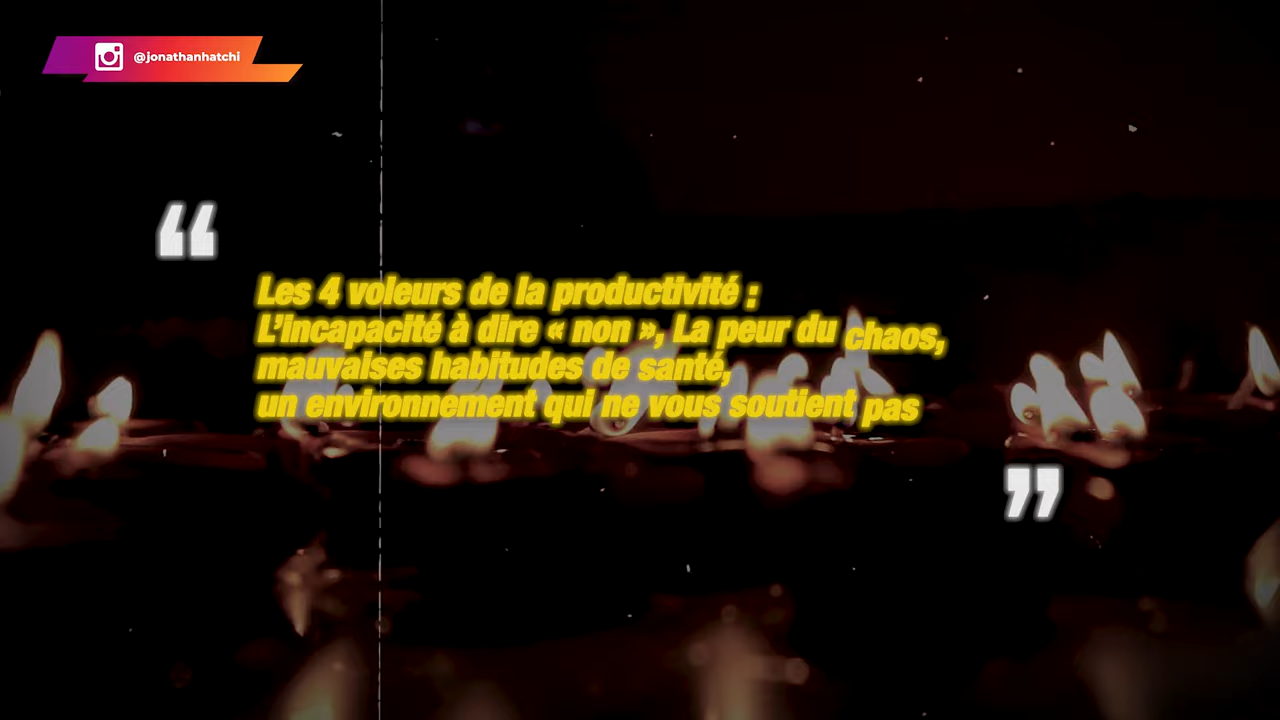 @jonathanhatchi
“
Les 4 voleurs de la productivité :
L’incapacité à dire « non », La peur du chaos,
mauvaises habitudes de santé,
un environnement qui ne vous soutient pas
”